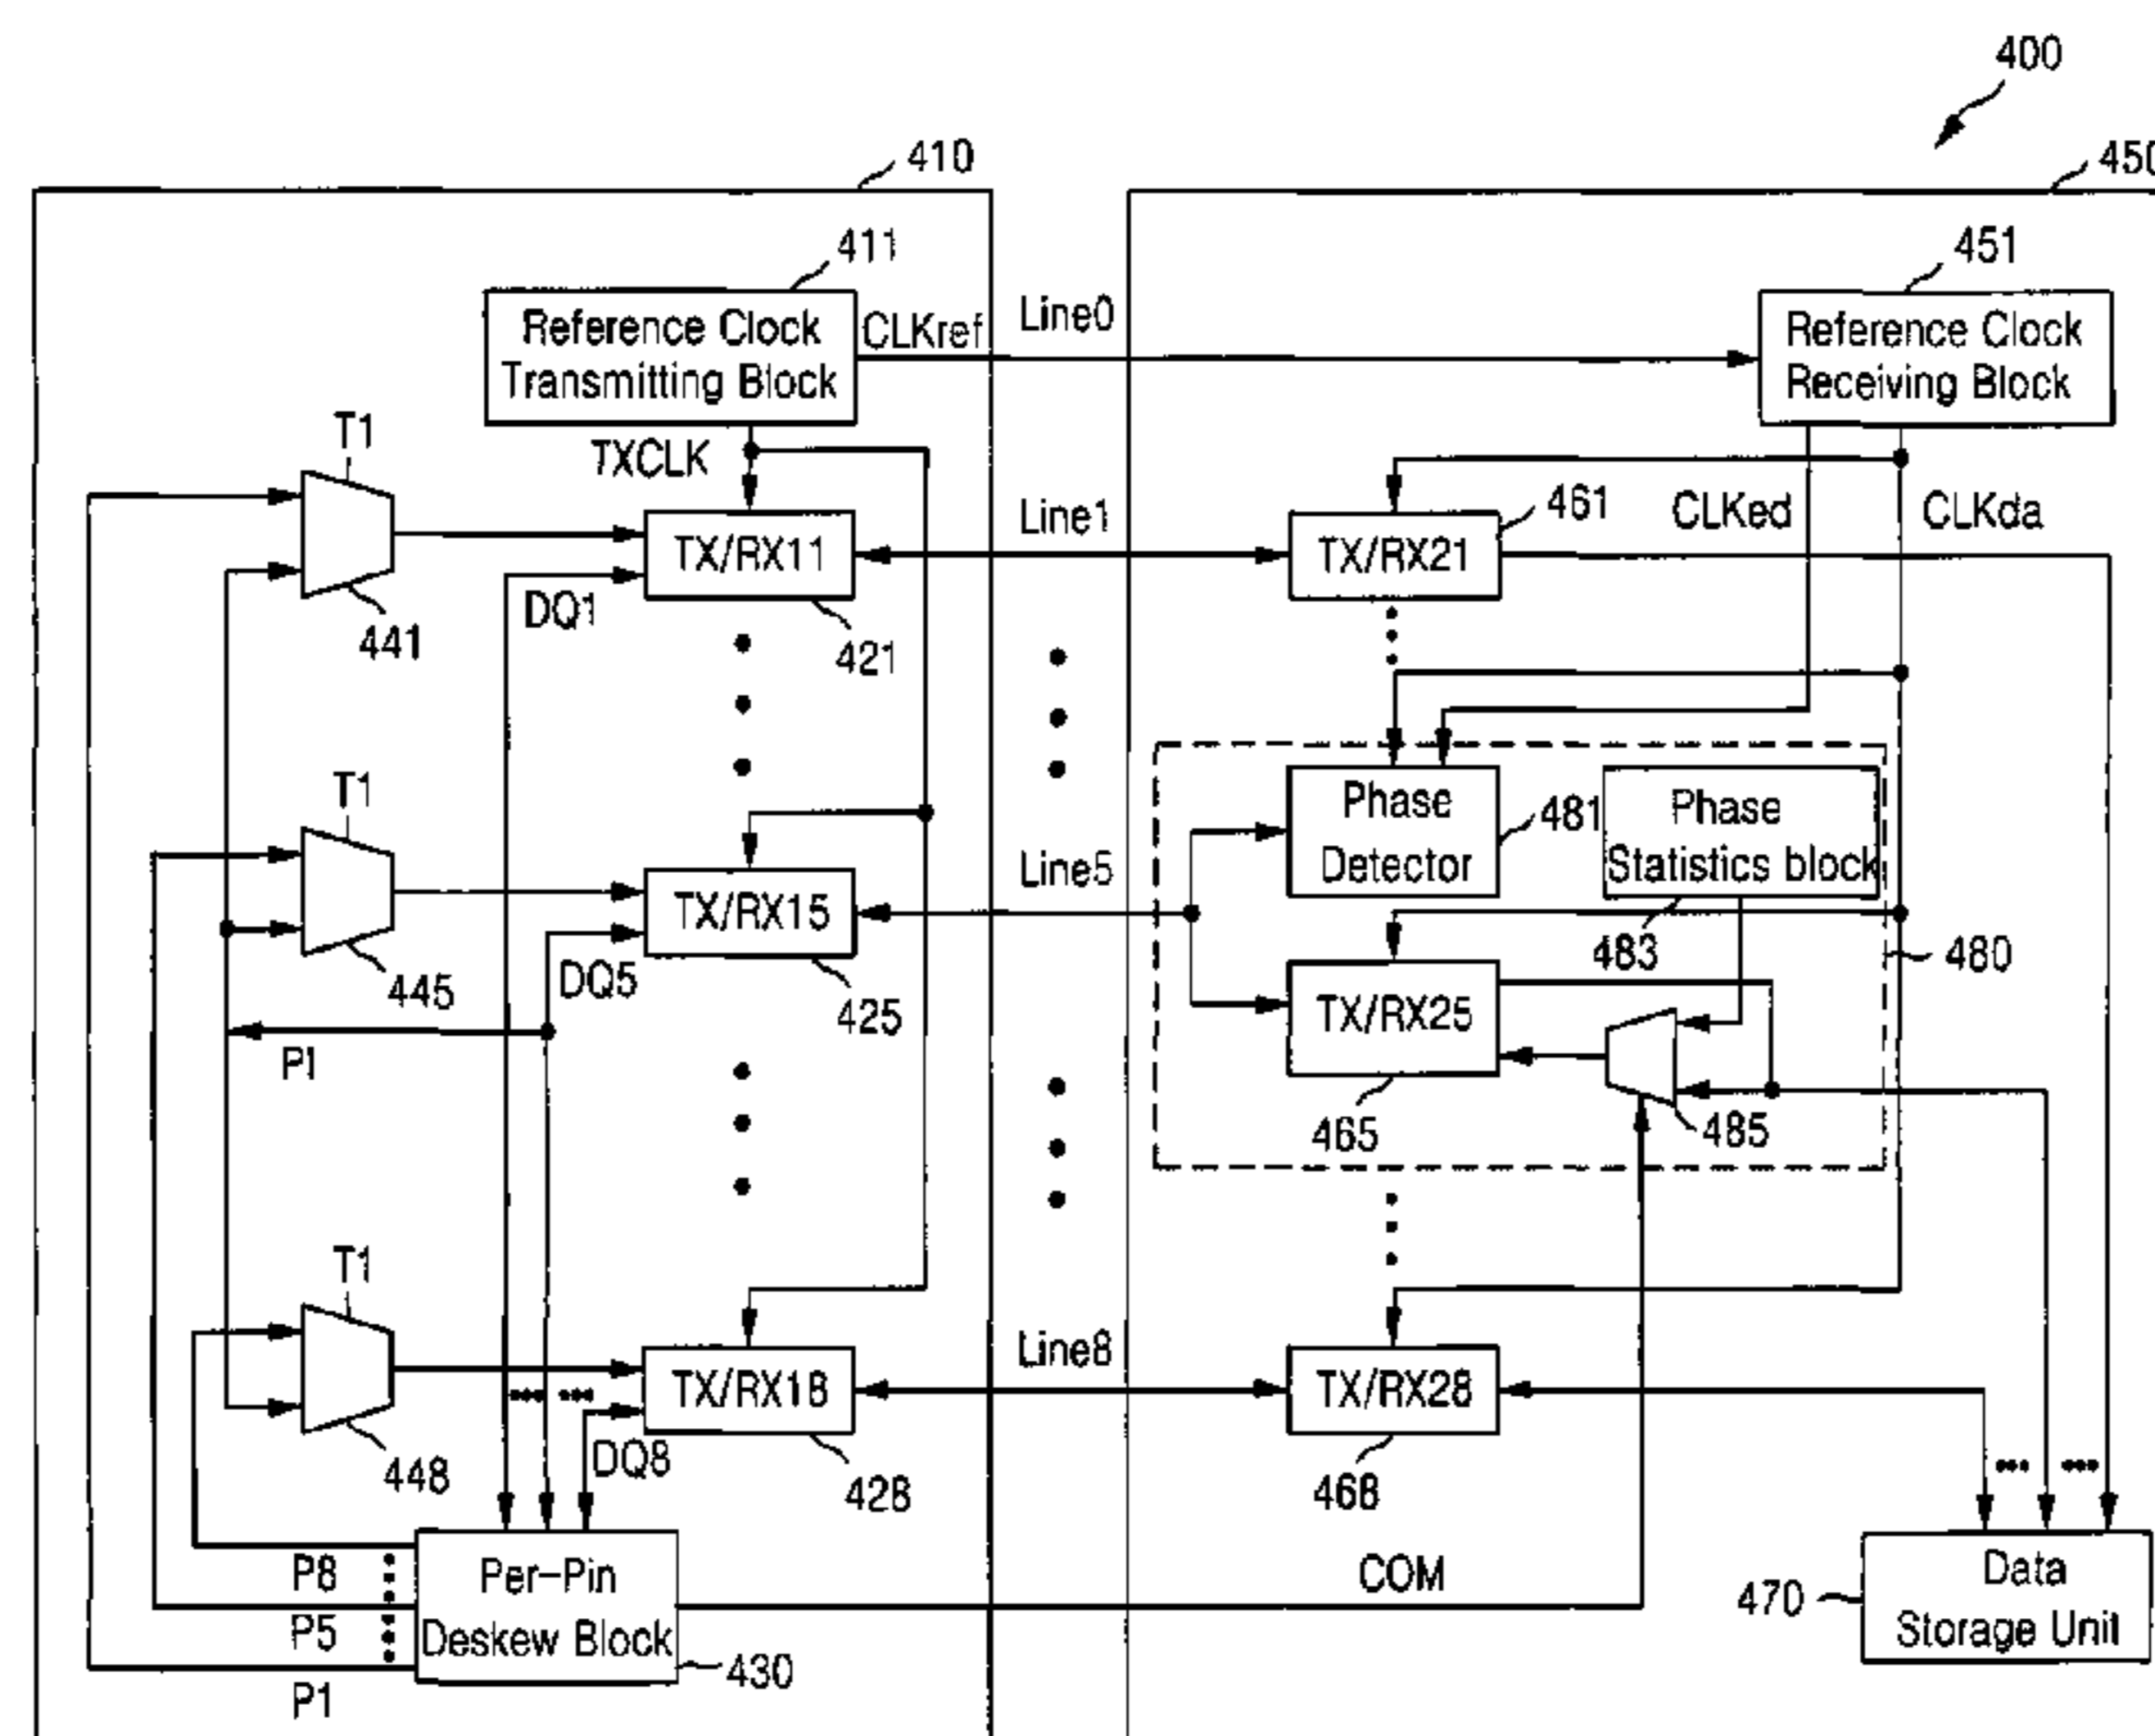 400
410
450
411
451
Reference Clock
Transmitting Block
CLKref
Line0
Reference Clock
Receiving Block
T1
TXCLK
Line1
461
CLKed
CLKda
TX/RX11
TX/RX21
DQ1
441
421
T1
Phase
Detector
481
Phase
Statistics block
Line5
TX/RX15
483
480
DQ5
445
425
TX/RX25
PI
465
485
T1
Line8
TX/RX18
TX/RX28
DQ8
448
428
468
P8
Per-Pin
Deskew Block
COM
Data
Storage Unit
470
P5
430
P1